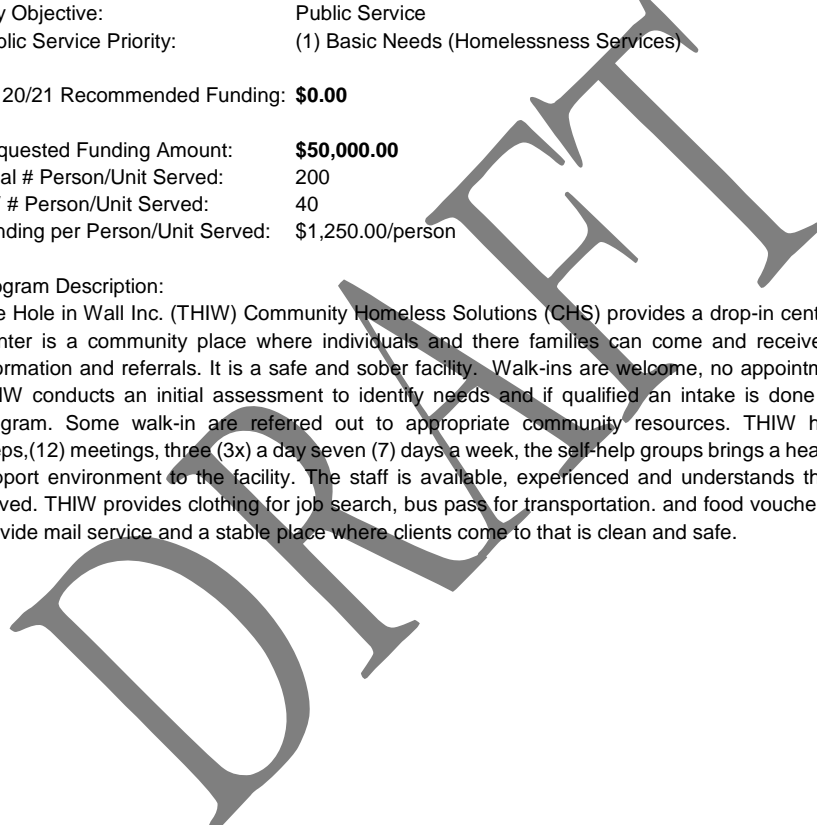 y Objective: Public Service
blic Service Priority: (1) Basic Needs (Homelessness Services)
20/21 Recommended Funding: $0.00
quested Funding Amount: $50,000.00
al # Person/Unit Served: 200
# Person/Unit Served: 40
nding per Person/Unit Served: $1,250.00/person
ogram Description:
e Hole in Wall Inc. (THIW) Community Homeless Solutions (CHS) provides a drop-in cent
nter is a community place where individuals and there families can come and receive
ormation and referrals. It is a safe and sober facility. Walk-ins are welcome, no appointm
IW conducts an initial assessment to identify needs and if qualified an intake is done
gram. Some walk-in are referred out to appropriate community resources. THIW h
eps,(12) meetings, three (3x) a day seven (7) days a week, the self-help groups brings a hea
pport environment to the facility. The staff is available, experienced and understands th
ved. THIW provides clothing for job search, bus pass for transportation. and food vouche
vide mail service and a stable place where clients come to that is clean and safe.
DRAFT